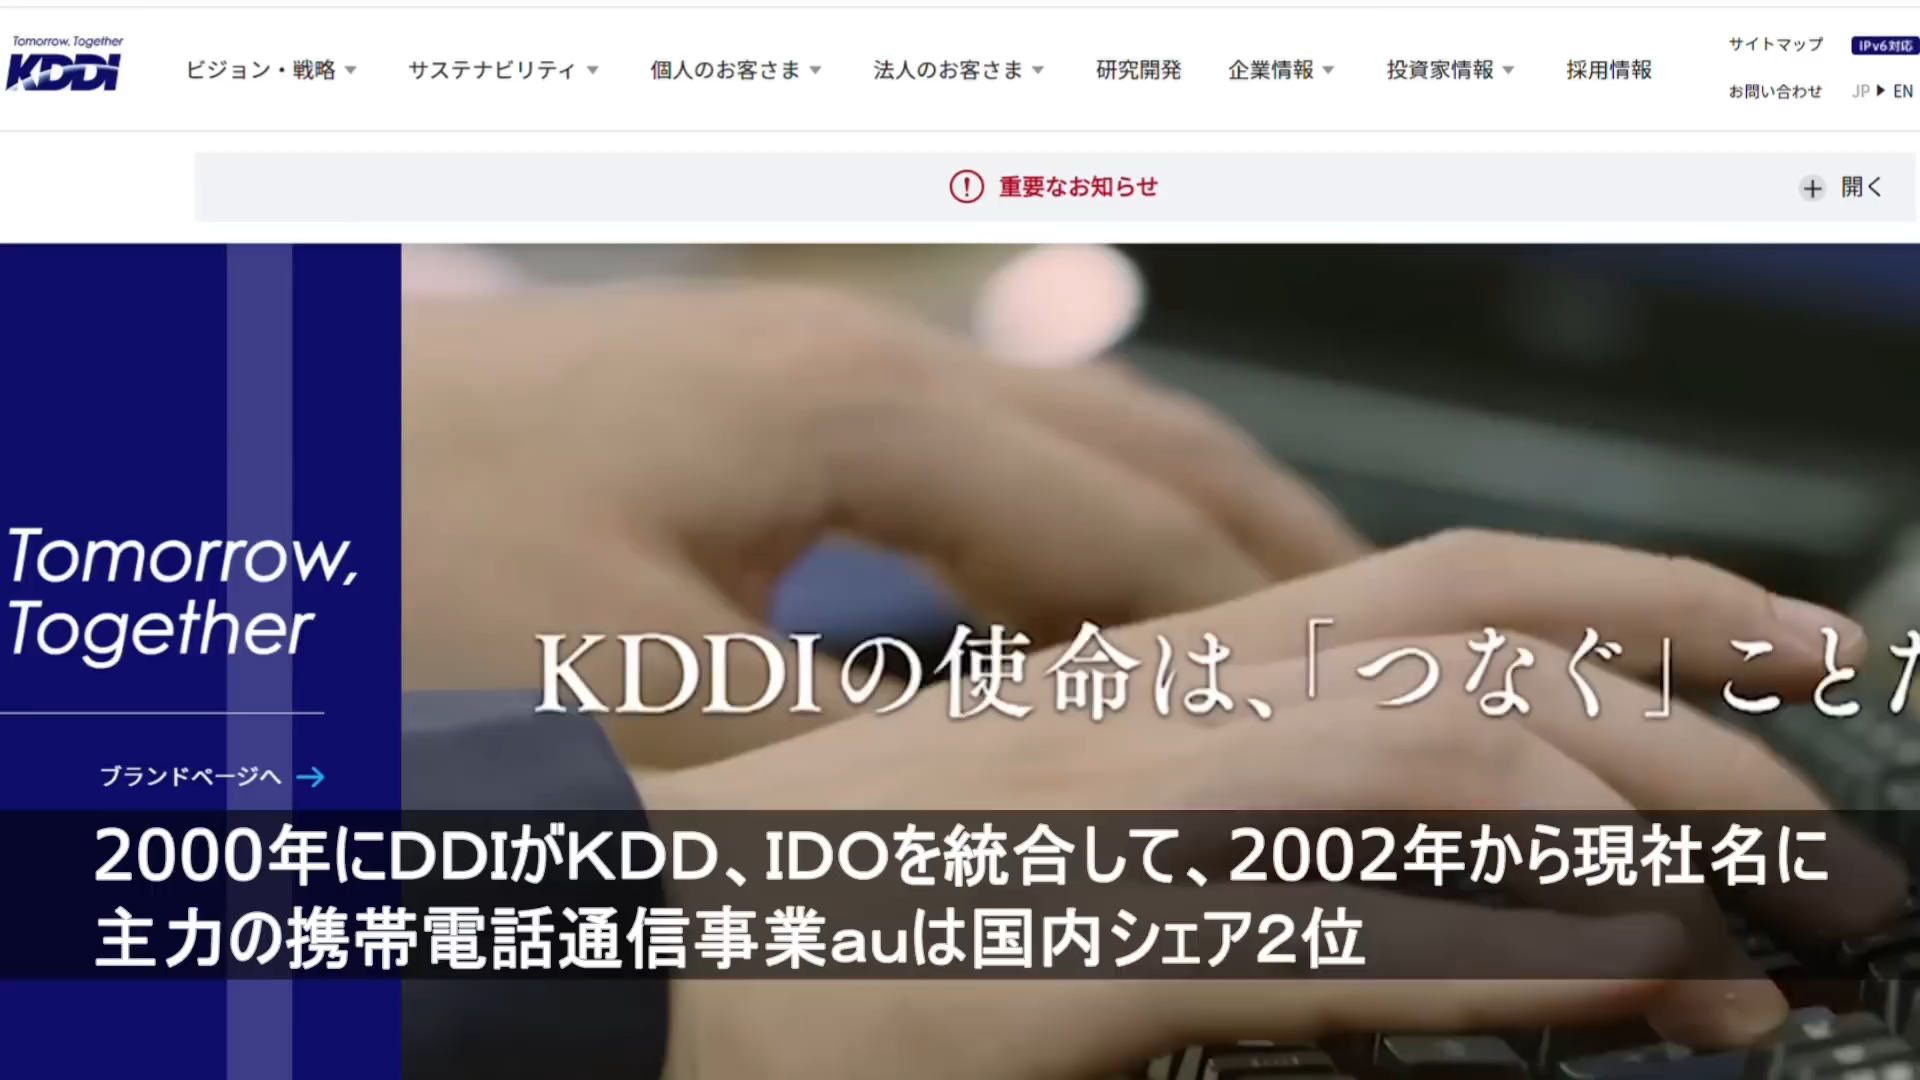 Tomorrow, Together
KDDI
ビジョン・戦略
サステナビリティ
個人のお客さま
法人のお客さま
研究開発
企業情報
投資家情報
採用情報
サイトマップ
IPv6対応
お問い合わせ
JP
EN
重要なお知らせ
開く
Tomorrow,
Together
KDDIの使命は、「つなぐ」こと
ブランドページへ
2000年にDDIがKDD、IDOを統合して、2002年から現社名に
主力の携帯電話通信事業auは国内シェア2位